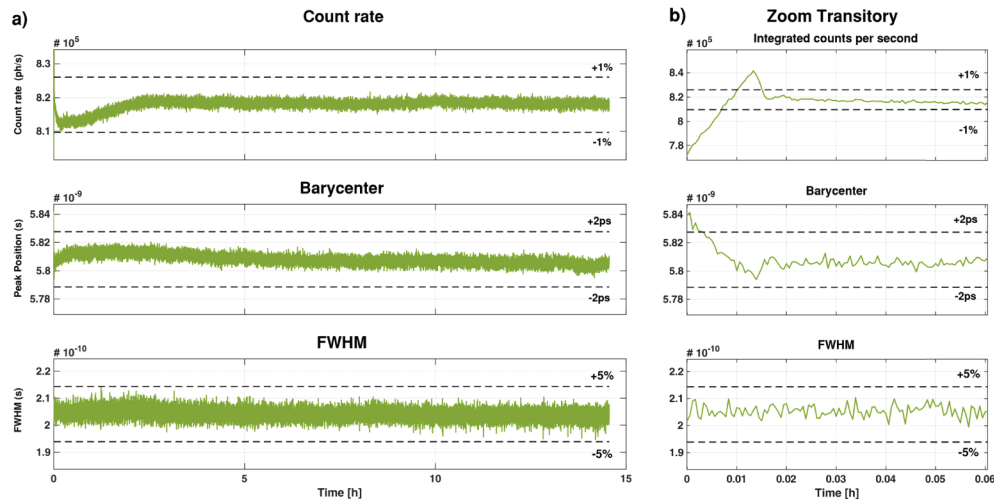 a)
Count rate
# 10^5
Count rate (ph/s)
8.3
8.2
8.1
+1%
-1%
Barycenter
# 10^-9
Peak Position (s)
5.84
5.82
5.8
5.78
+2ps
-2ps
FWHM
# 10^-10
FWHM (s)
2.2
2.1
2
1.9
+5%
-5%
0 5 10 15
Time [h]
b)
Zoom Transitory
Integrated counts per second
# 10^5
8.4
8.2
8
7.8
+1%
-1%
Barycenter
# 10^-9
5.84
5.82
5.8
5.78
+2ps
-2ps
FWHM
# 10^-10
2.2
2.1
2
1.9
+5%
-5%
0 0.01 0.02 0.03 0.04 0.05 0.06
Time [h]